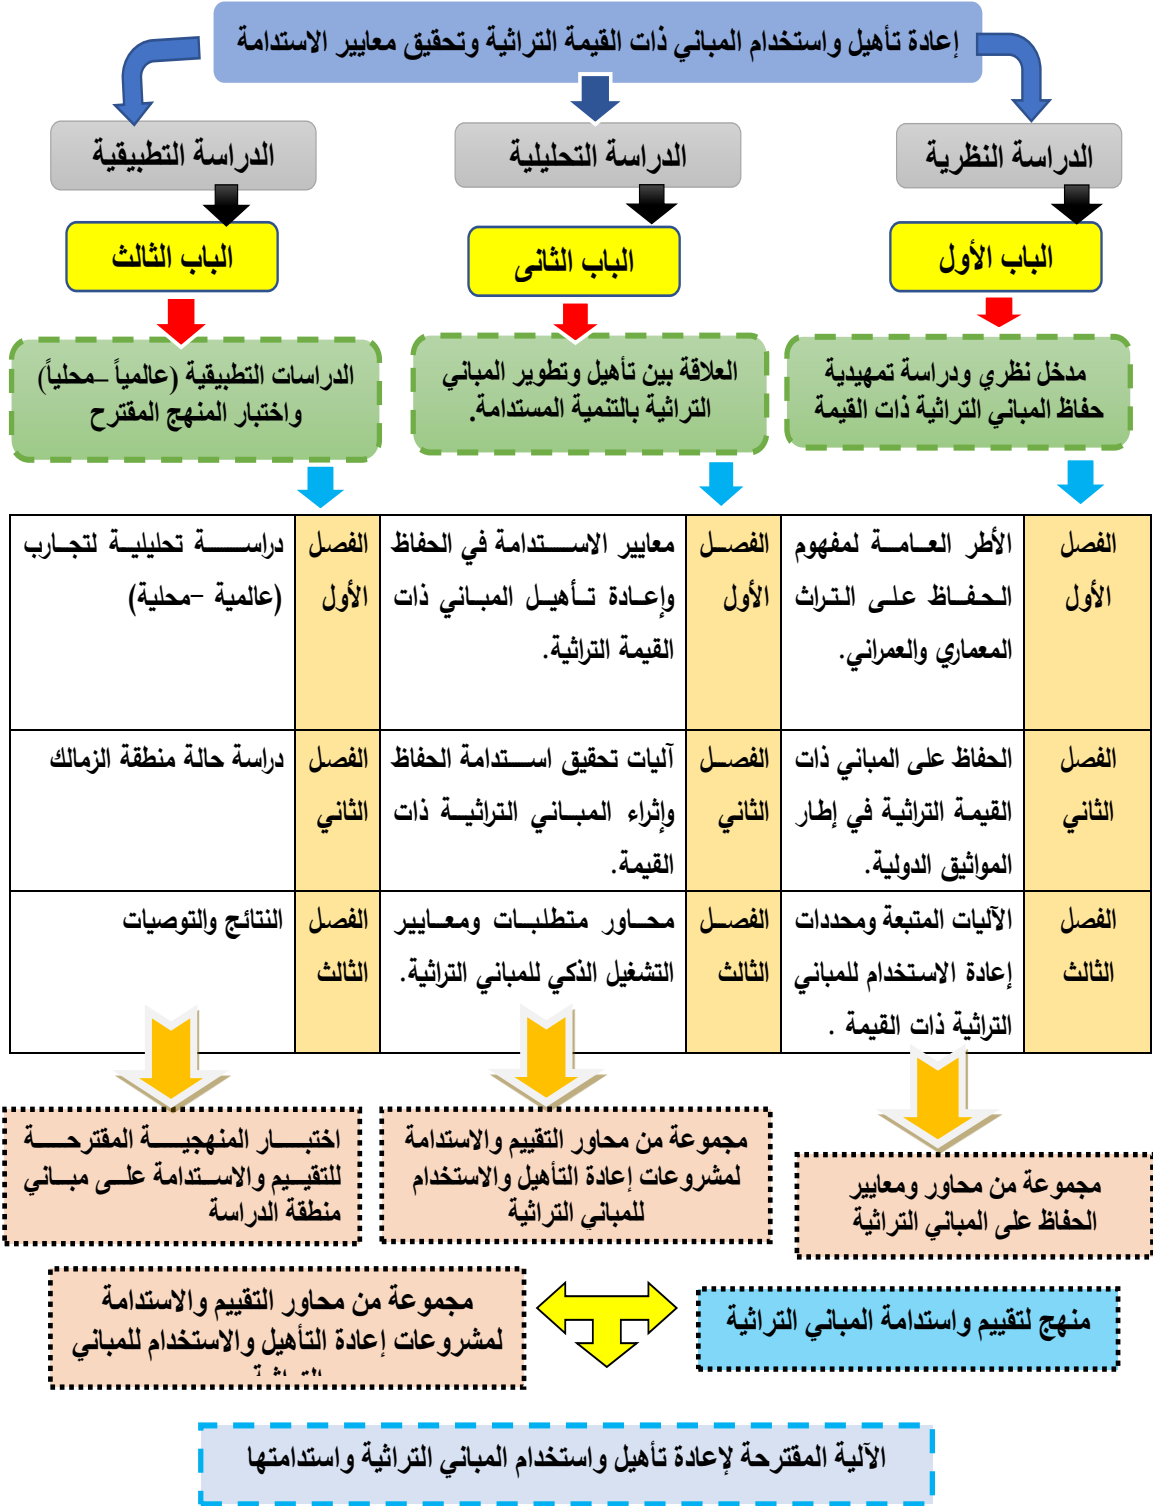 إعادة تأهيل واستخدام المباني ذات القيمة التراثية وتحقيق معايير الاستدامة
الدراسة النظرية
الدراسة التحليلية
الدراسة التطبيقية
الباب الأول
الباب الثانى
الباب الثالث
مدخل نظري ودراسة تمهيدية
حفاظ المباني التراثية ذات القيمة
العلاقة بين تأهيل وتطوير المباني
التراثية بالتنمية المستدامة.
الدراسات التطبيقية (عالمياً –محلياً)
واختبار المنهج المقترح
الفصل
الأول
الأطر العامة لمفهوم
الحفاظ على التراث
المعماري والعمراني.
الفصل
الأول
معايير الاستدامة في الحفاظ
وإعادة تأهيل المباني ذات
القيمة التراثية.
الفصل
الأول
دراسة تحليلية لتجارب
(عالمية –محلية)
الفصل
الثاني
الحفاظ على المباني ذات
القيمة التراثية في إطار
المواثيق الدولية.
الفصل
الثاني
آليات تحقيق استدامة الحفاظ
وإثراء المباني التراثية ذات
القيمة.
الفصل
الثاني
دراسة حالة منطقة الزمالك
الفصل
الثالث
الآليات المتبعة ومحددات
إعادة الاستخدام للمباني
التراثية ذات القيمة .
الفصل
الثالث
محاور متطلبات ومعايير
التشغيل الذكي للمباني التراثية.
الفصل
الثالث
النتائج والتوصيات
مجموعة من محاور ومعايير
الحفاظ على المباني التراثية
مجموعة من محاور التقييم والاستدامة
لمشروعات إعادة التأهيل والاستخدام
للمباني التراثية
اختبار المنهجية المقترحة
للتقييم والاستدامة على مباني
منطقة الدراسة
منهج لتقييم واستدامة المباني التراثية
مجموعة من محاور التقييم والاستدامة
لمشروعات إعادة التأهيل والاستخدام للمباني
الآلية المقترحة لإعادة تأهيل واستخدام المباني التراثية واستدامتها